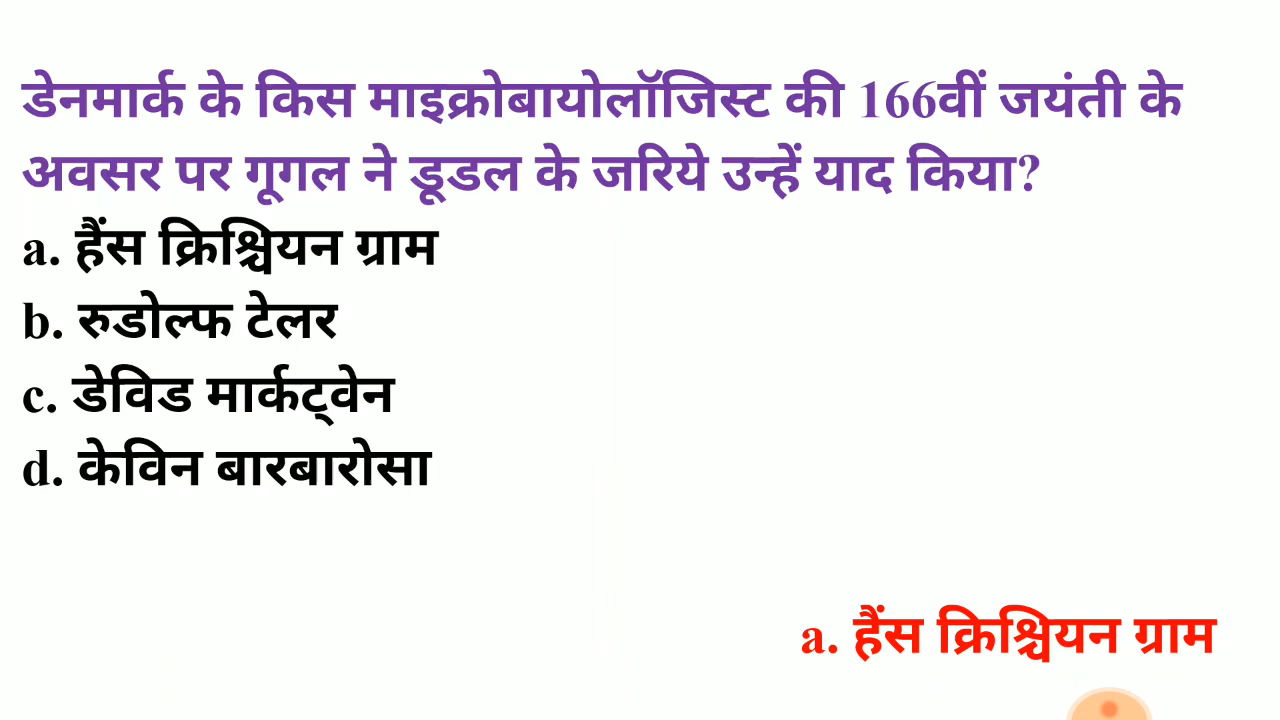 डेनमार्क के किस माइक्रोबायोलॉजिस्ट की 166वीं जयंती के
अवसर पर गूगल ने डूडल के जरिये उन्हें याद किया?
a. हैंस क्रिश्चियन ग्राम
b. रुडोल्फ टेलर
c. डेविड मार्कट्वेन
d. केविन बारबारोसा
a. हैंस क्रिश्चियन ग्राम